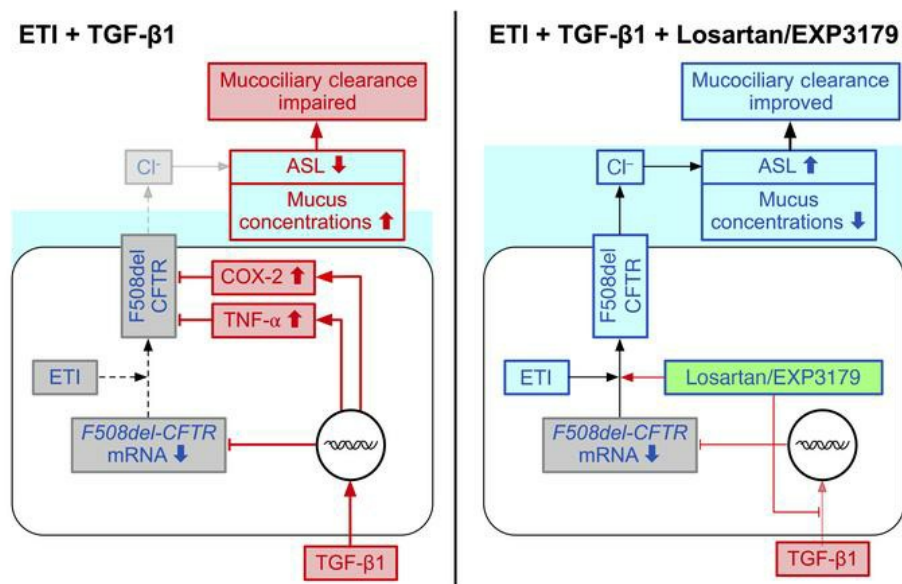 ETI + TGF-β1
Mucociliary clearance
impaired
Cl⁻
ASL ⬇
Mucus
concentrations ⬆
F508del
CFTR
COX-2 ⬆
TNF-α ⬆
ETI
F508del-CFTR
mRNA ⬇
TGF-β1
ETI + TGF-β1 + Losartan/EXP3179
Mucociliary clearance
improved
Cl⁻
ASL ⬆
Mucus
concentrations ⬇
F508del
CFTR
ETI
Losartan/EXP3179
F508del-CFTR
mRNA ⬇
TGF-β1